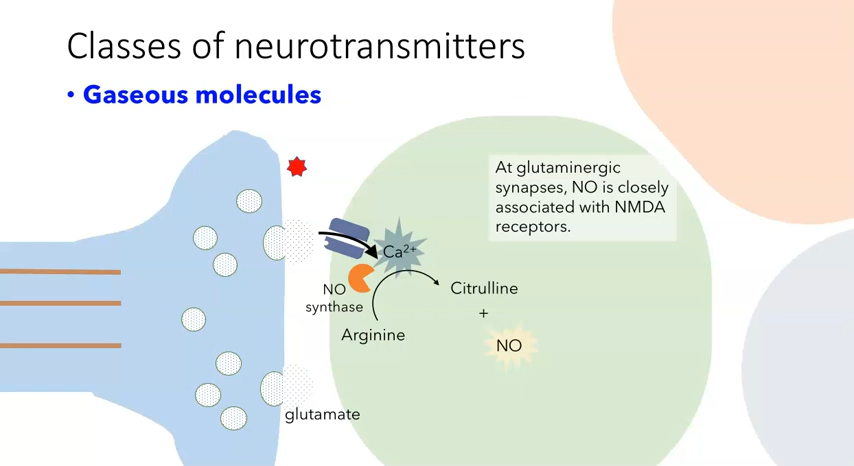 Classes of neurotransmitters
• Gaseous molecules
At glutaminergic
synapses, NO is closely
associated with NMDA
receptors.
Ca²⁺
NO
synthase
Citrulline
+
Arginine
NO
glutamate